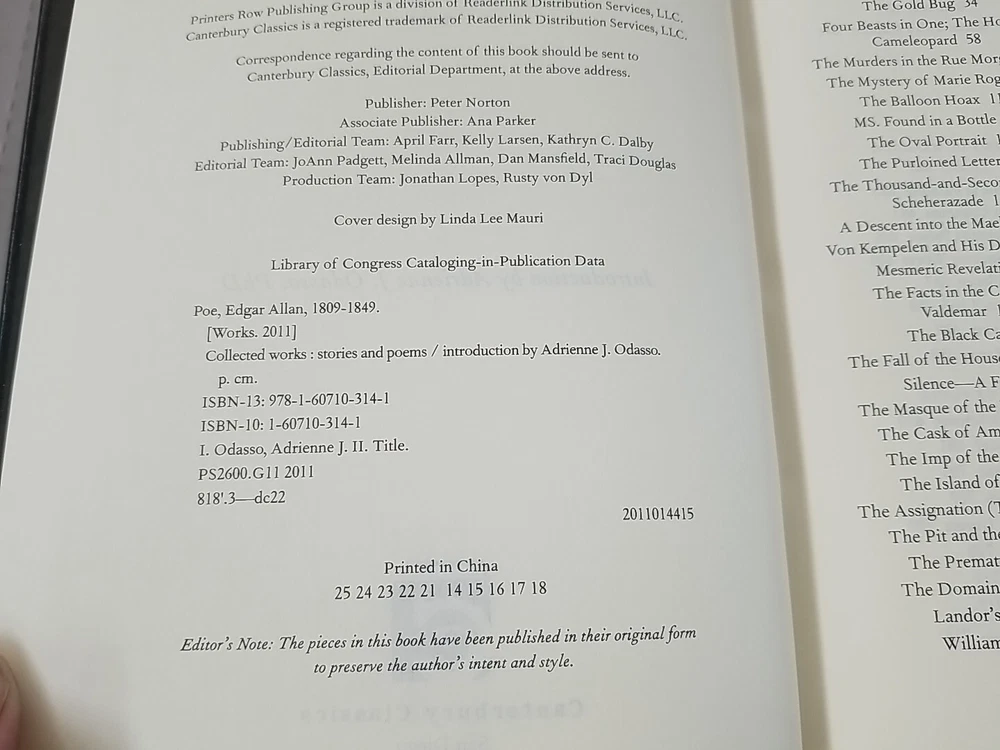 Printers Row Publishing Group is a division of Readerlink Distribution Services, LLC.
Canterbury Classics is a registered trademark of Readerlink Distribution Services, LLC.
Correspondence regarding the content of this book should be sent to
Canterbury Classics, Editorial Department, at the above address.
Publisher: Peter Norton
Associate Publisher: Ana Parker
Publishing/Editorial Team: April Farr, Kelly Larsen, Kathryn C. Dalby
Editorial Team: JoAnn Padgett, Melinda Allman, Dan Mansfield, Traci Douglas
Production Team: Jonathan Lopes, Rusty von Dyl
Cover design by Linda Lee Mauri
Library of Congress Cataloging-in-Publication Data
Poe, Edgar Allan, 1809-1849.
[Works. 2011]
Collected works : stories and poems / introduction by Adrienne J. Odasso.
p. cm.
ISBN-13: 978-1-60710-314-1
ISBN-10: 1-60710-314-1
I. Odasso, Adrienne J. II. Title.
PS2600.G11 2011
818'.3—dc22
2011014415
Printed in China
25 24 23 22 21 14 15 16 17 18
Editor's Note: The pieces in this book have been published in their original form
to preserve the author's intent and style.
The Gold Bug 34
Four Beasts in One; The Ho
Cameleopard 58
The Murders in the Rue Mor
The Mystery of Marie Rog
The Balloon Hoax 1
MS. Found in a Bottle
The Oval Portrait 1
The Purloined Letter
The Thousand-and-Seco
Scheherazade 1
A Descent into the Mae
Von Kempelen and His D
Mesmeric Revelati
The Facts in the C
Valdemar 1
The Black Ca
The Fall of the Hous
Silence—A F
The Masque of the
The Cask of Am
The Imp of the
The Island of
The Assignation (T
The Pit and the
The Premat
The Domain
Landor's
William